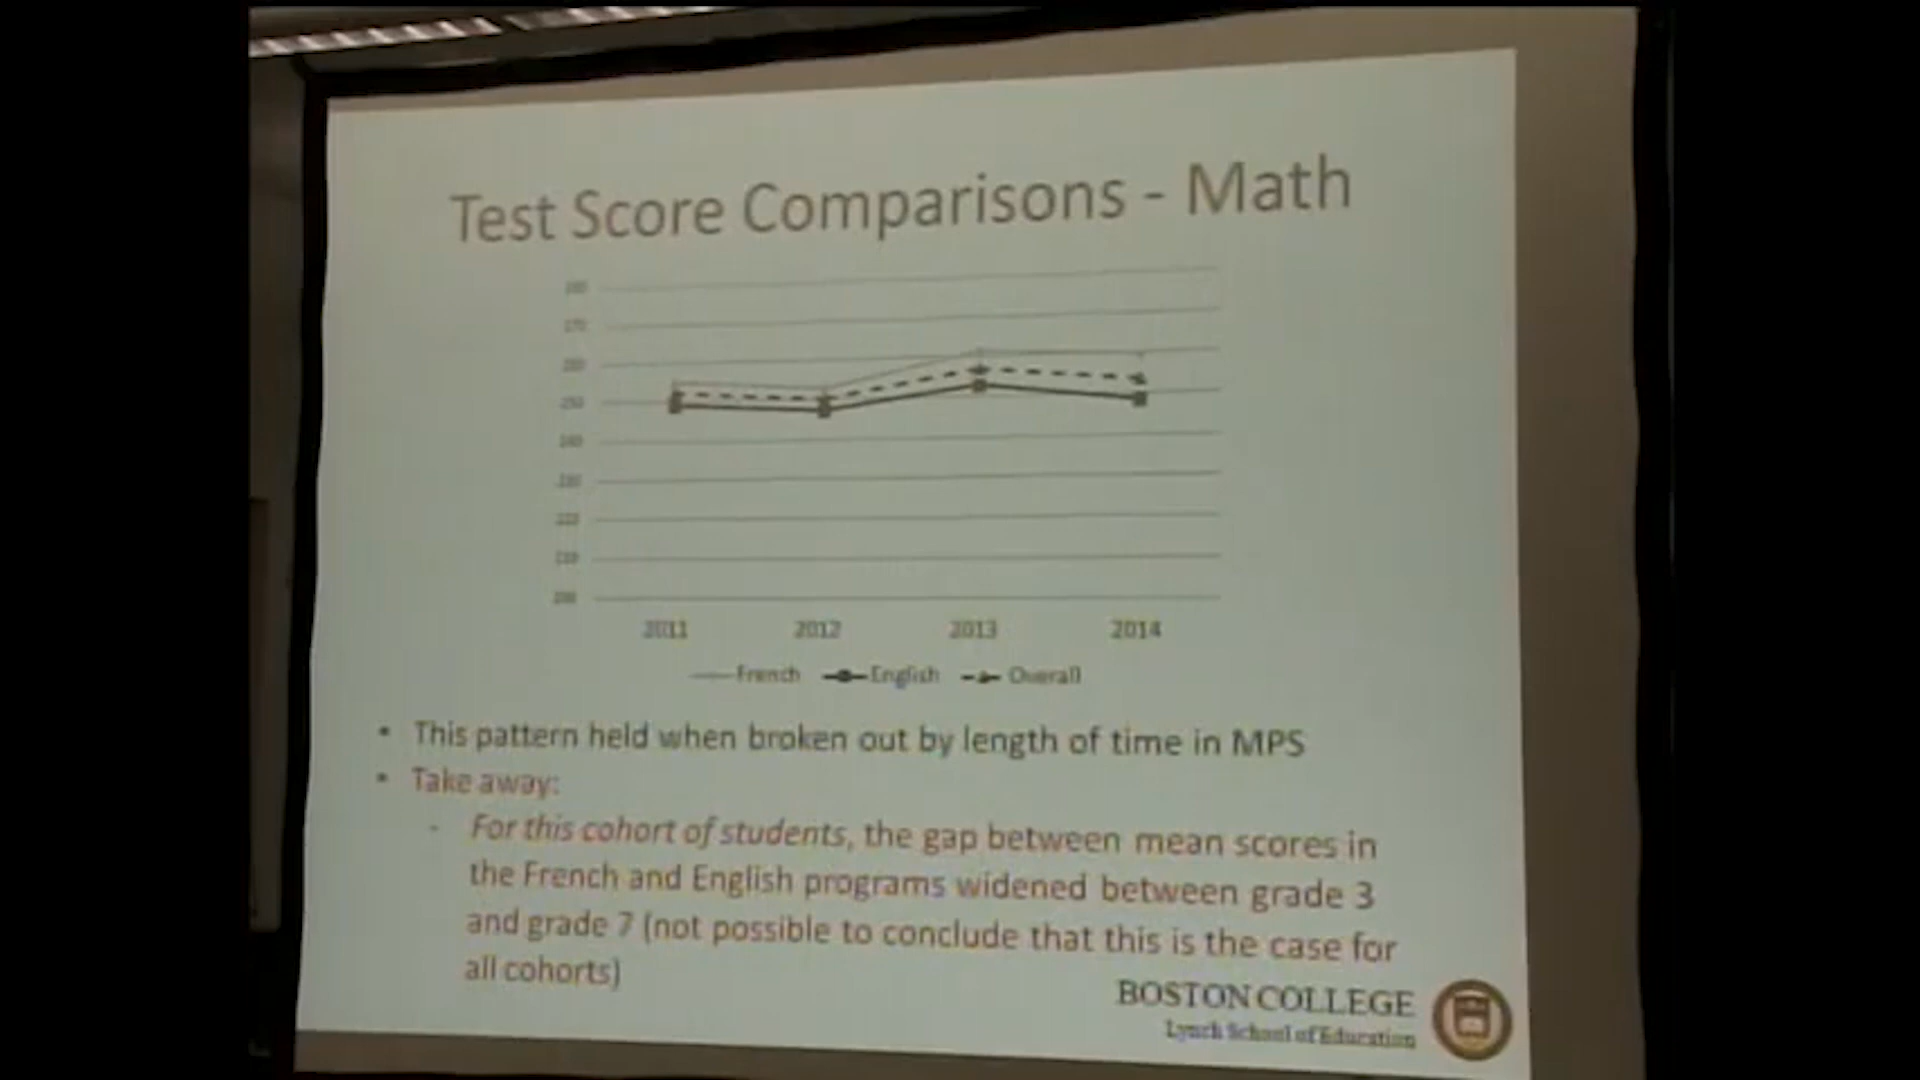 Test Score Comparisons - Math
260
250
240
2011 2012 2013 2014
French English Overall
• This pattern held when broken out by length of time in MPS
• Take away:
- For this cohort of students, the gap between mean scores in
the French and English programs widened between grade 3
and grade 7 (not possible to conclude that this is the case for
all cohorts)
BOSTON COLLEGE
Lynch School of Education